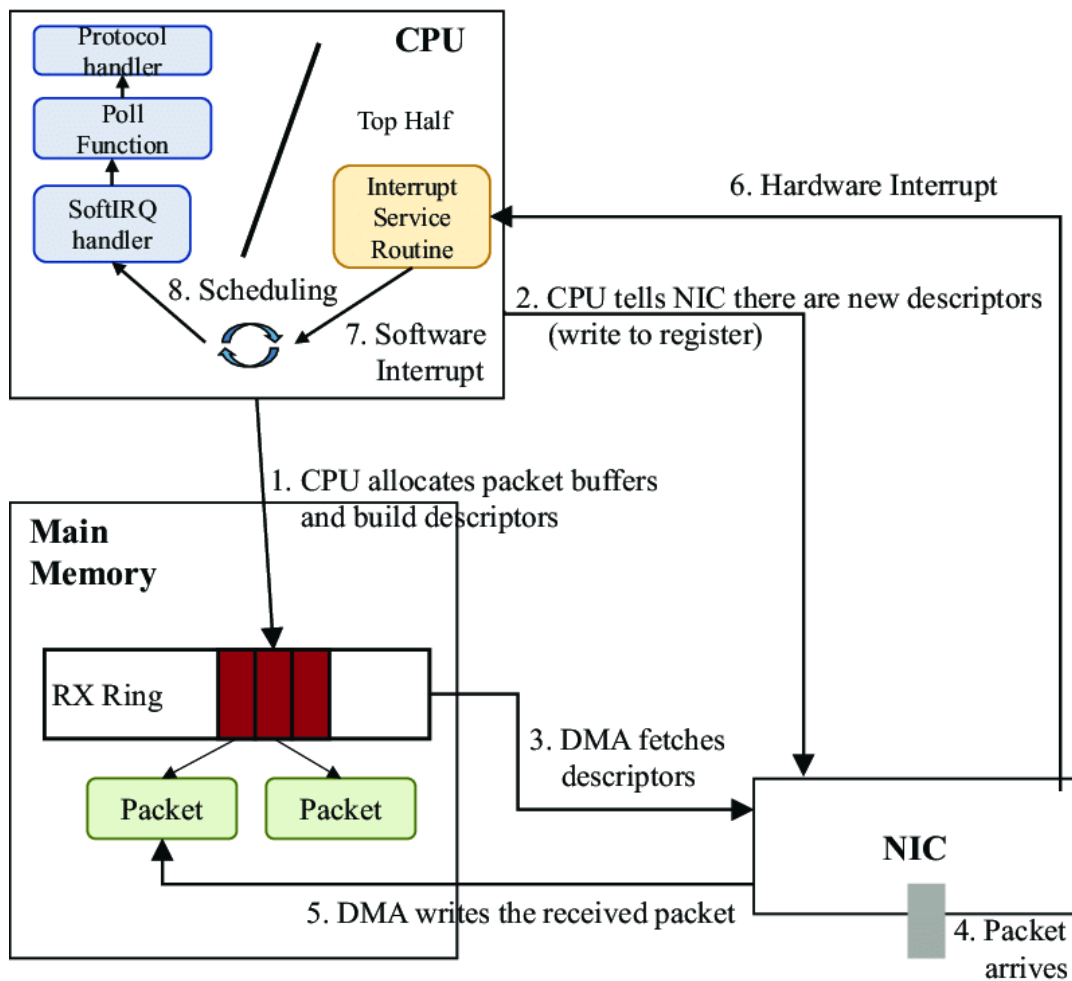 CPU
Protocol
handler
Poll
Function
SoftIRQ
handler
Top Half
Interrupt
Service
Routine
8. Scheduling
7. Software
Interrupt
6. Hardware Interrupt
2. CPU tells NIC there are new descriptors
(write to register)
1. CPU allocates packet buffers
and build descriptors
Main
Memory
RX Ring
Packet
Packet
3. DMA fetches
descriptors
NIC
5. DMA writes the received packet
4. Packet
arrives